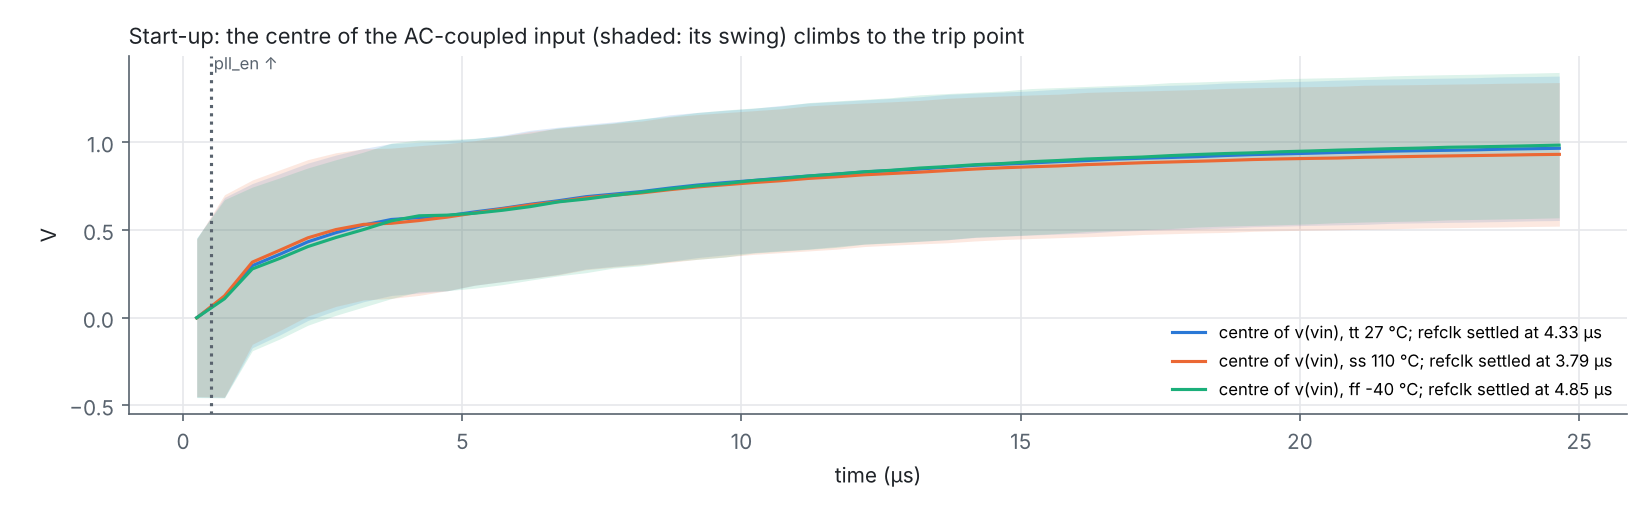 Start-up: the centre of the AC-coupled input (shaded: its swing) climbs to the trip point
pll_en ↑
V
1.0
0.5
0.0
−0.5
centre of v(vin), tt 27 °C; refclk settled at 4.33 µs
centre of v(vin), ss 110 °C; refclk settled at 3.79 µs
centre of v(vin), ff -40 °C; refclk settled at 4.85 µs
0 5 10 15 20 25
time (µs)